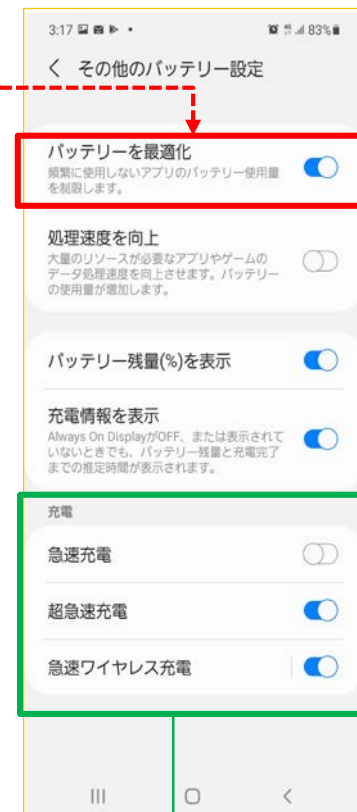 3:17 83%
その他のバッテリー設定
バッテリーを最適化
頻繁に使用しないアプリのバッテリー使用量
を制限します。
処理速度を向上
大量のリソースが必要なアプリやゲームの
データ処理速度を向上させます。バッテリー
の使用量が増加します。
バッテリー残量(%)を表示
充電情報を表示
Always On DisplayがOFF、または表示されて
いないときでも、バッテリー残量と充電完了
までの推定時間が表示されます。
充電
急速充電
超急速充電
急速ワイヤレス充電